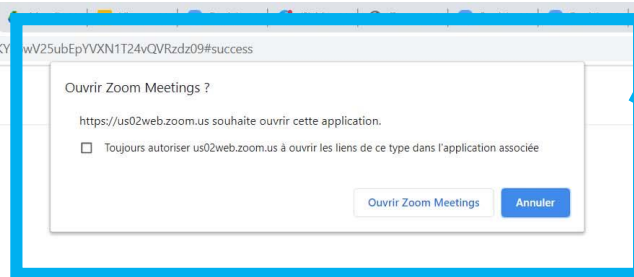 wV25ubEpYVXN1T24vQVRzdz09#success
Ouvrir Zoom Meetings ?
https://us02web.zoom.us souhaite ouvrir cette application.
Toujours autoriser us02web.zoom.us à ouvrir les liens de ce type dans l'application associée
Ouvrir Zoom Meetings
Annuler